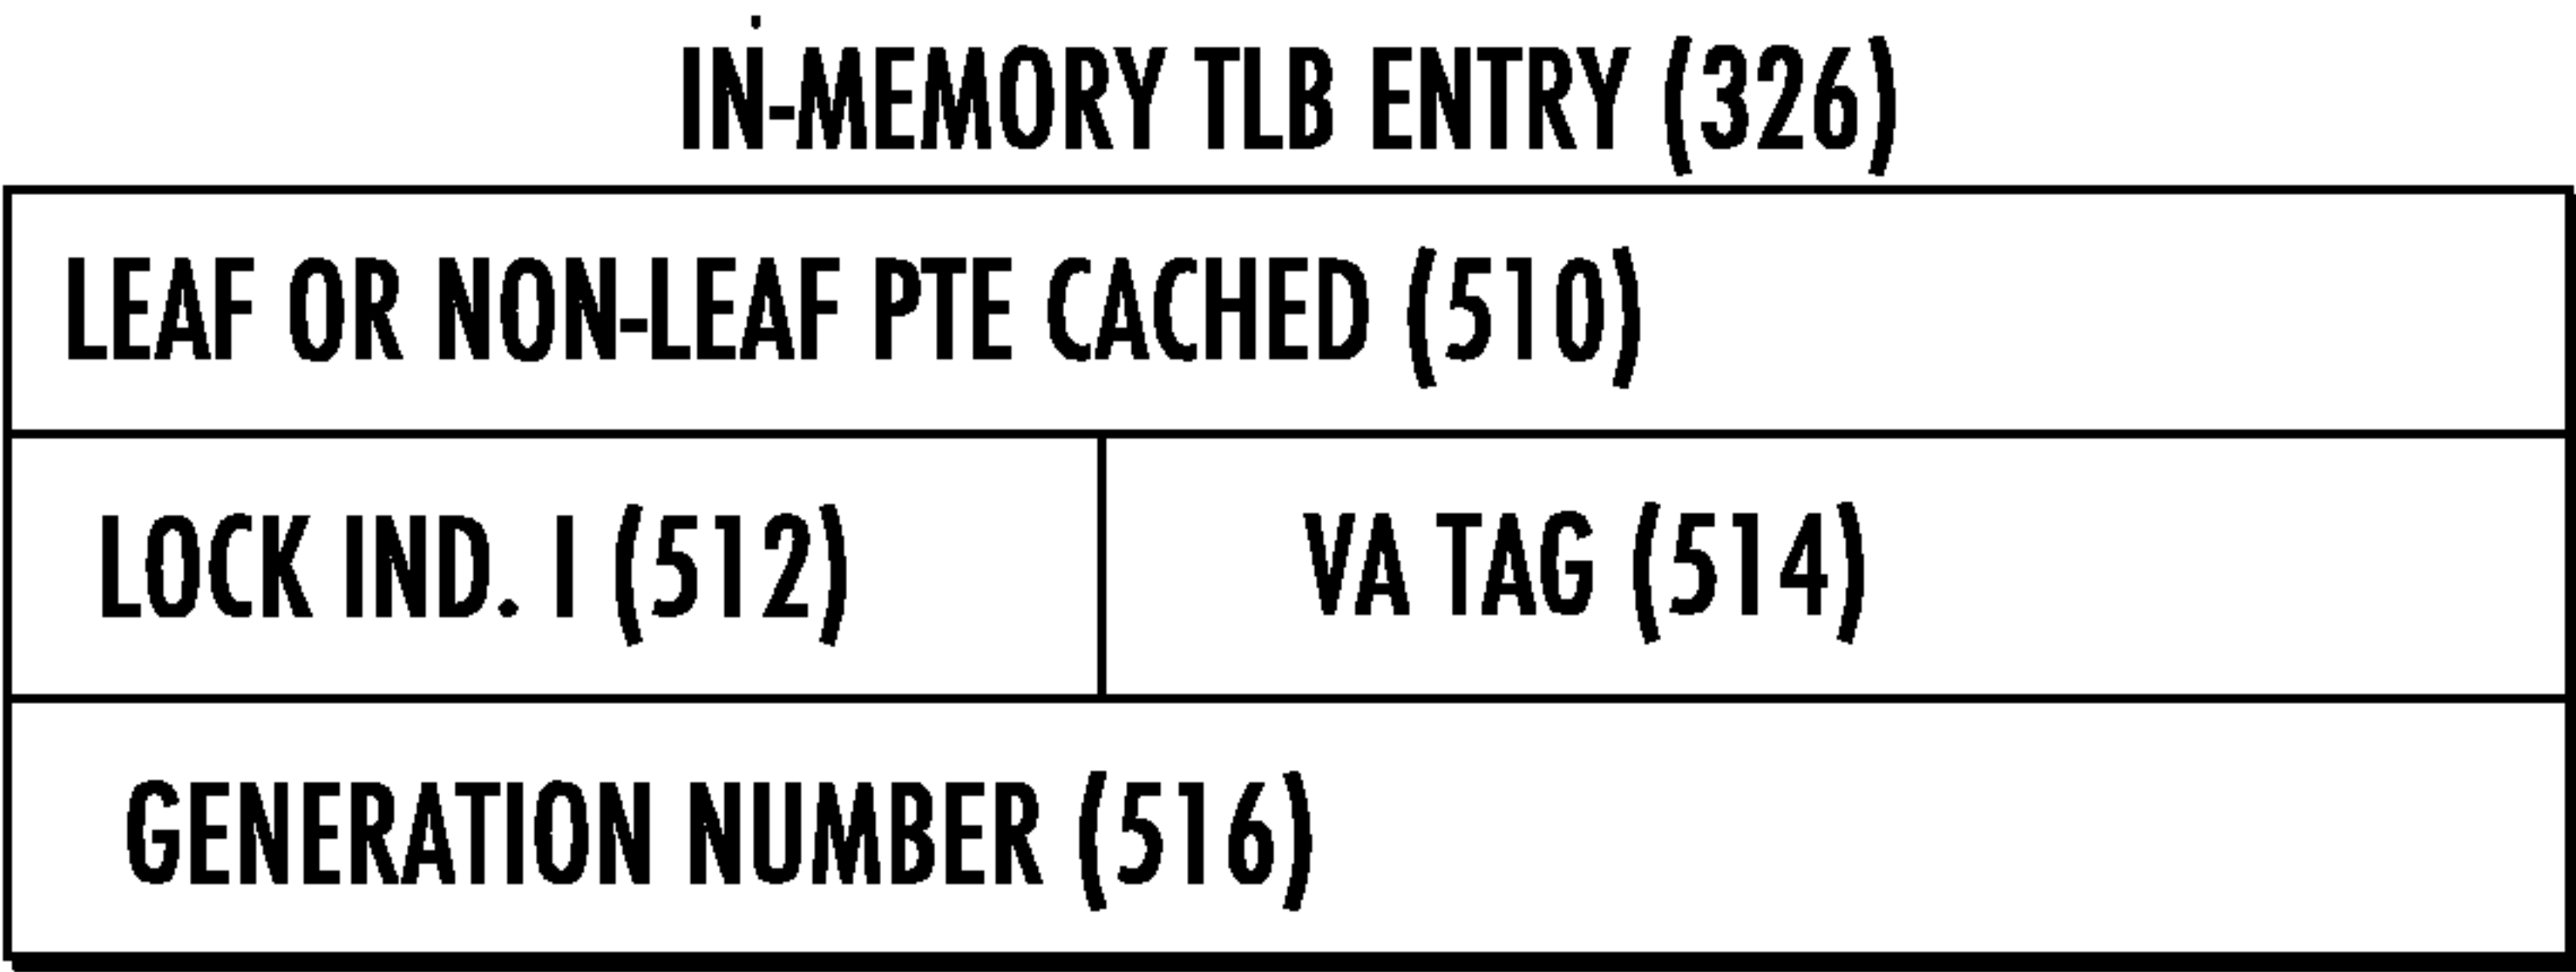 IN-MEMORY TLB ENTRY (326)
LEAF OR NON-LEAF PTE CACHED (510)
LOCK IND. I (512)
VA TAG (514)
GENERATION NUMBER (516)